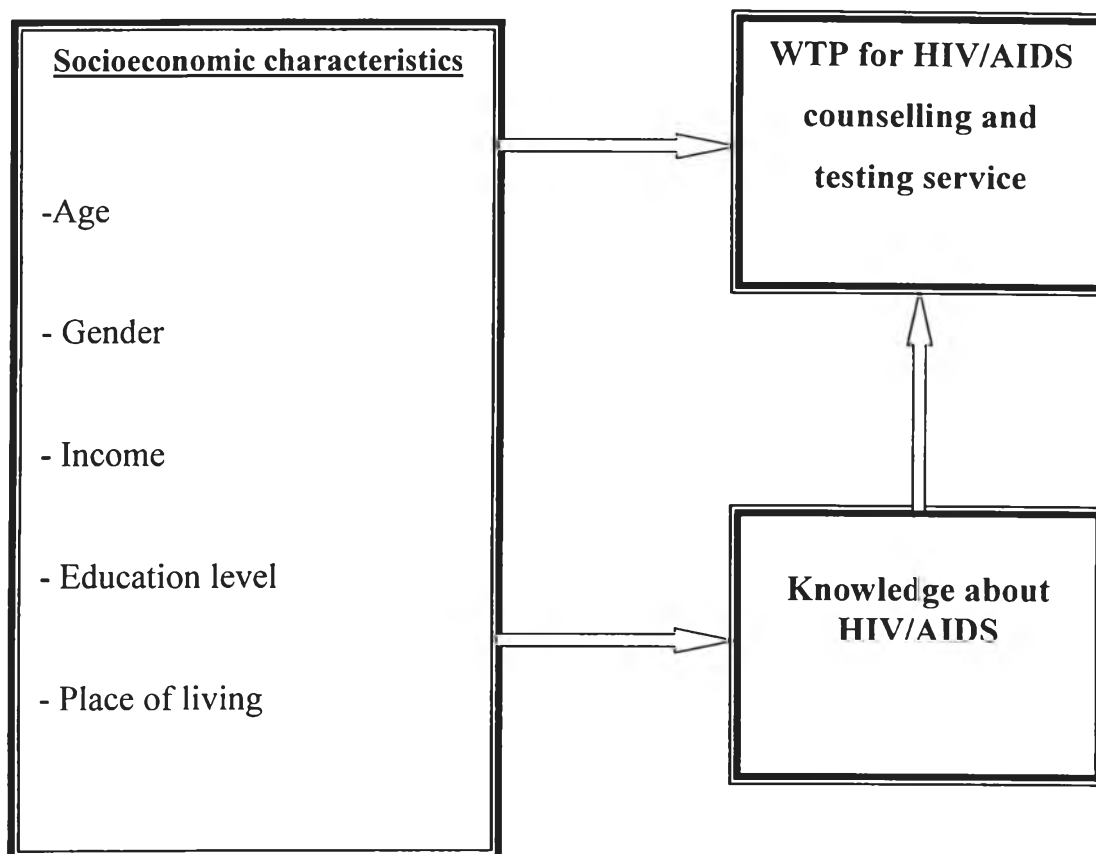 Socioeconomic characteristics
-Age
- Gender
- Income
- Education level
- Place of living
WTP for HIV/AIDS
counselling and
testing service
Knowledge about
HIV/AIDS